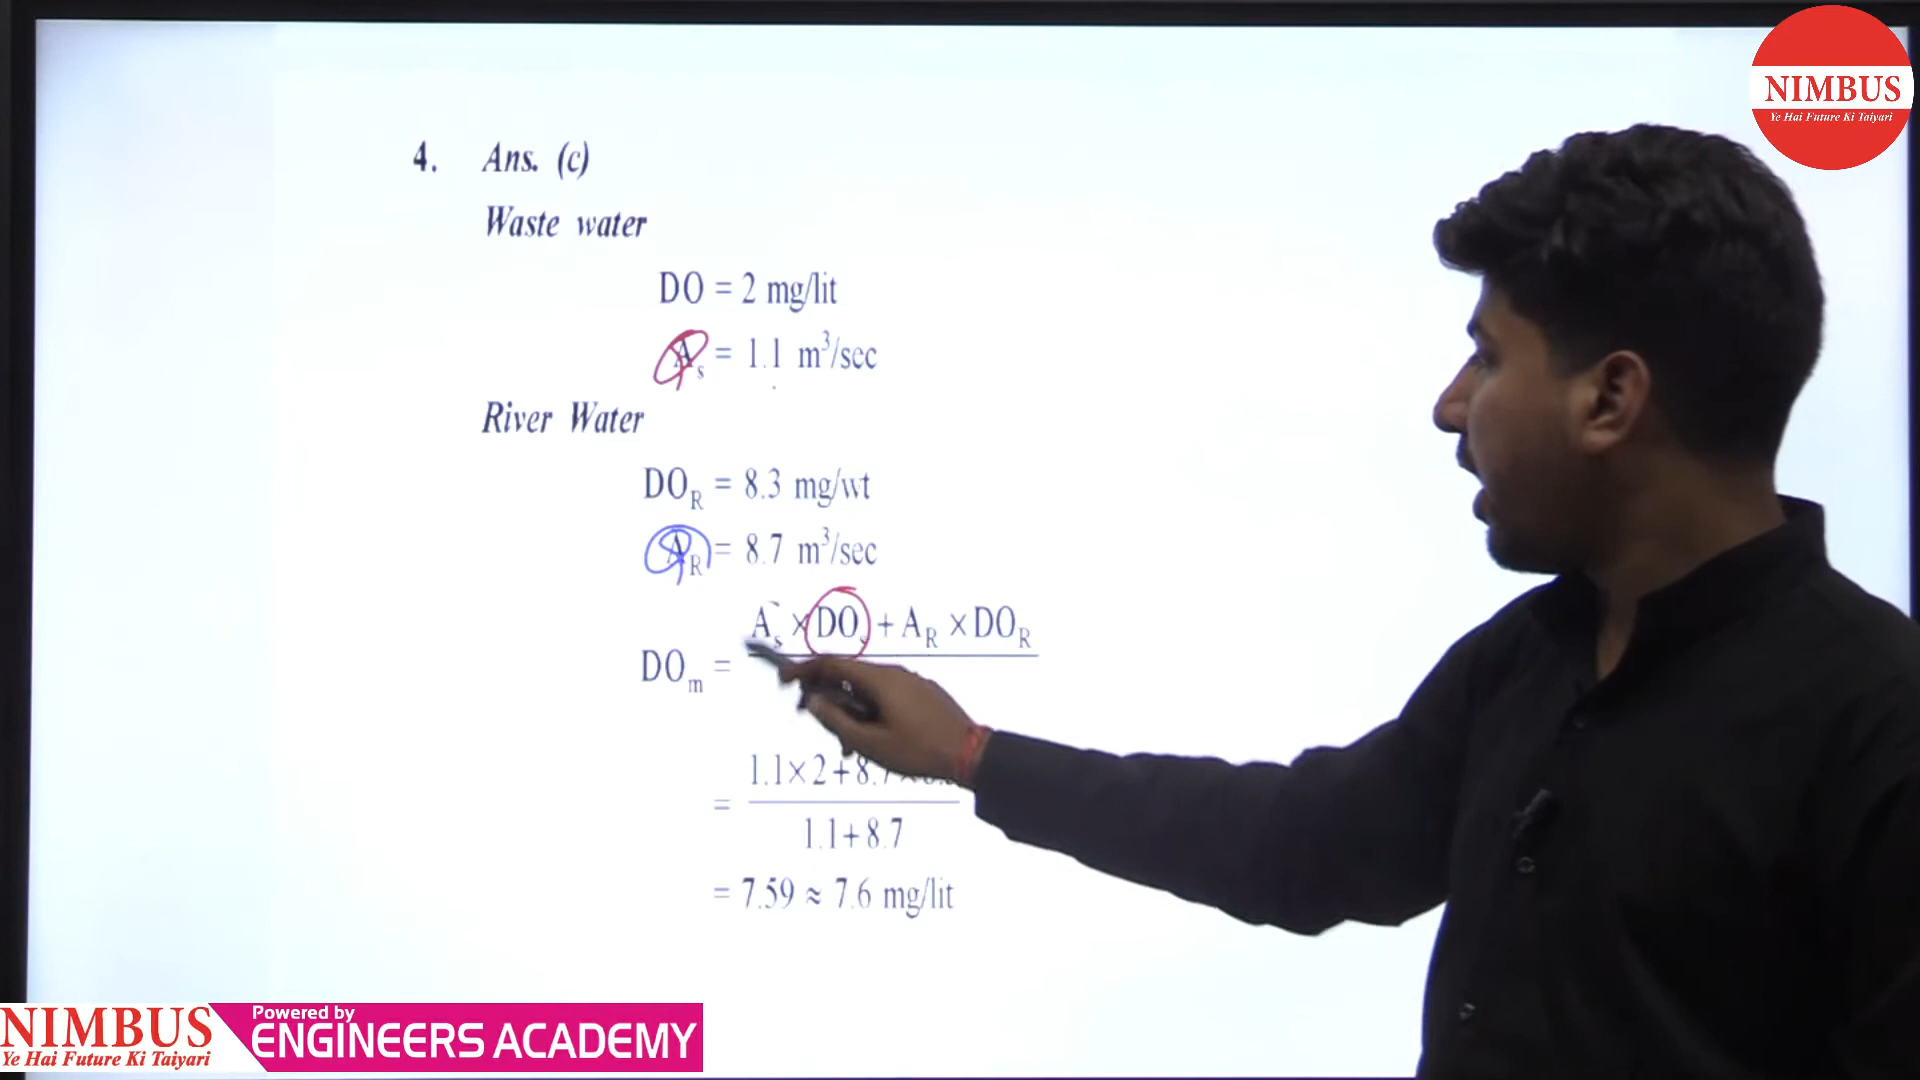 NIMBUS
Ye Hai Future Ki Taiyari
4. Ans. (c)
Waste water
DO = 2 mg/lit
A_s = 1.1 m³/sec
River Water
DO_R = 8.3 mg/wt
A_R = 8.7 m³/sec
A_s × DO_s + A_R × DO_R
DO_m =
1.1×2+8.7
=
1.1+8.7
= 7.59 ≈ 7.6 mg/lit
NIMBUS
Ye Hai Future Ki Taiyari
Powered by
ENGINEERS ACADEMY